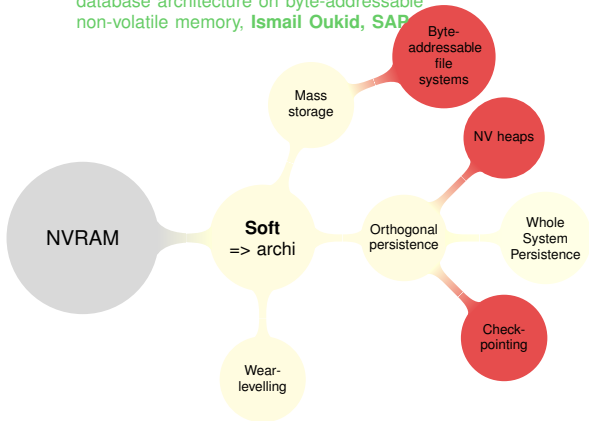 database architecture on byte-addressable
non-volatile memory, Ismail Oukid, SAP
Byte-
addressable
file
systems
Mass
storage
NV heaps
NVRAM
Soft
=> archi
Orthogonal
persistence
Whole
System
Persistence
Check-
pointing
Wear-
levelling